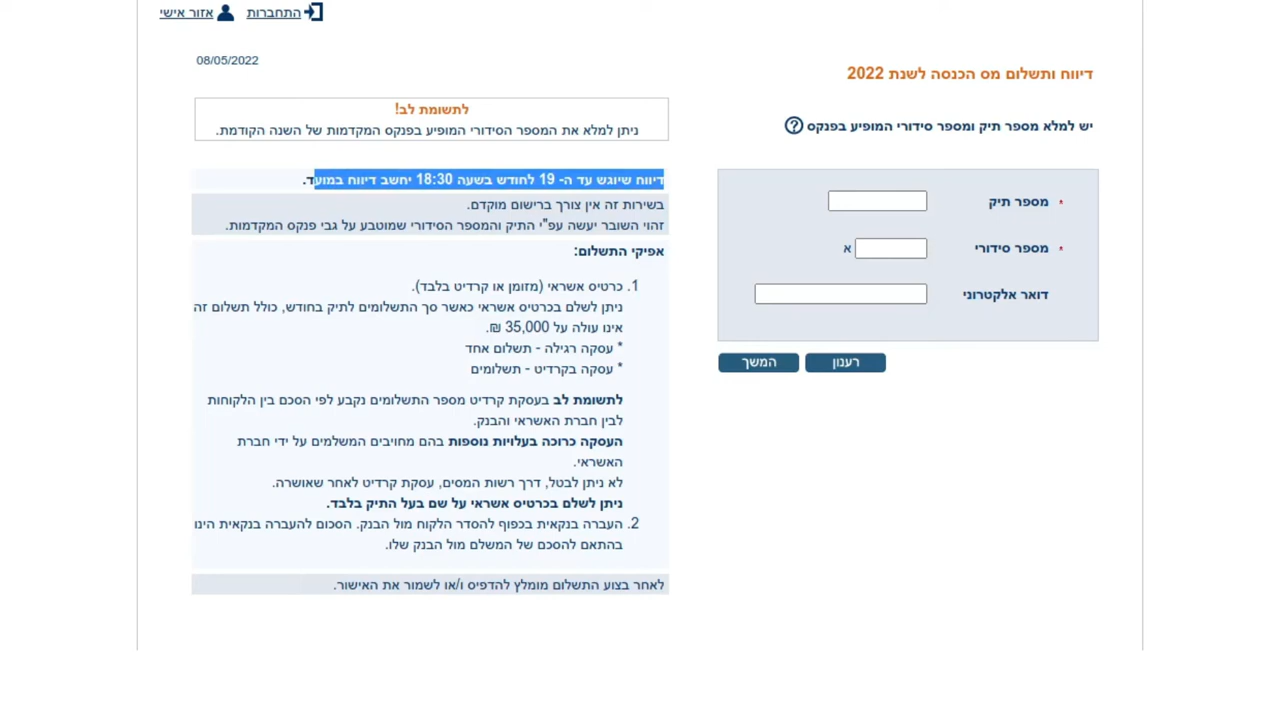 התחברות
אזור אישי
08/05/2022
דיווח ותשלום מס הכנסה לשנת 2022
יש למלא מספר תיק ומספר סידורי המופיע בפנקס ?
* מספר תיק
* מספר סידורי
א
דואר אלקטרוני
רענון
המשך
לתשומת לב!
ניתן למלא את המספר הסידורי המופיע בפנקס המקדמות של השנה הקודמת.
דיווח שיוגש עד ה- 19 לחודש בשעה 18:30 יחשב דיווח במועד.
בשירות זה אין צורך ברישום מוקדם.
זהוי השובר יעשה עפ"י התיק והמספר הסידורי שמוטבע על גבי פנקס המקדמות.
אפיקי התשלום:
1. כרטיס אשראי (מזומן או קרדיט בלבד).
ניתן לשלם בכרטיס אשראי כאשר סך התשלומים לתיק בחודש, כולל תשלום זה
אינו עולה על 35,000 ₪.
* עסקה רגילה - תשלום אחד
* עסקה בקרדיט - תשלומים
לתשומת לב בעסקת קרדיט מספר התשלומים נקבע לפי הסכם בין הלקוחות
לבין חברת האשראי והבנק.
העסקה כרוכה בעלויות נוספות בהם מחויבים המשלמים על ידי חברת
האשראי.
לא ניתן לבטל, דרך רשות המסים, עסקת קרדיט לאחר שאושרה.
ניתן לשלם בכרטיס אשראי על שם בעל התיק בלבד.
2. העברה בנקאית בכפוף להסדר הלקוח מול הבנק. הסכום להעברה בנקאית הינו
בהתאם להסכם של המשלם מול הבנק שלו.
לאחר בצוע התשלום מומלץ להדפיס ו/או לשמור את האישור.